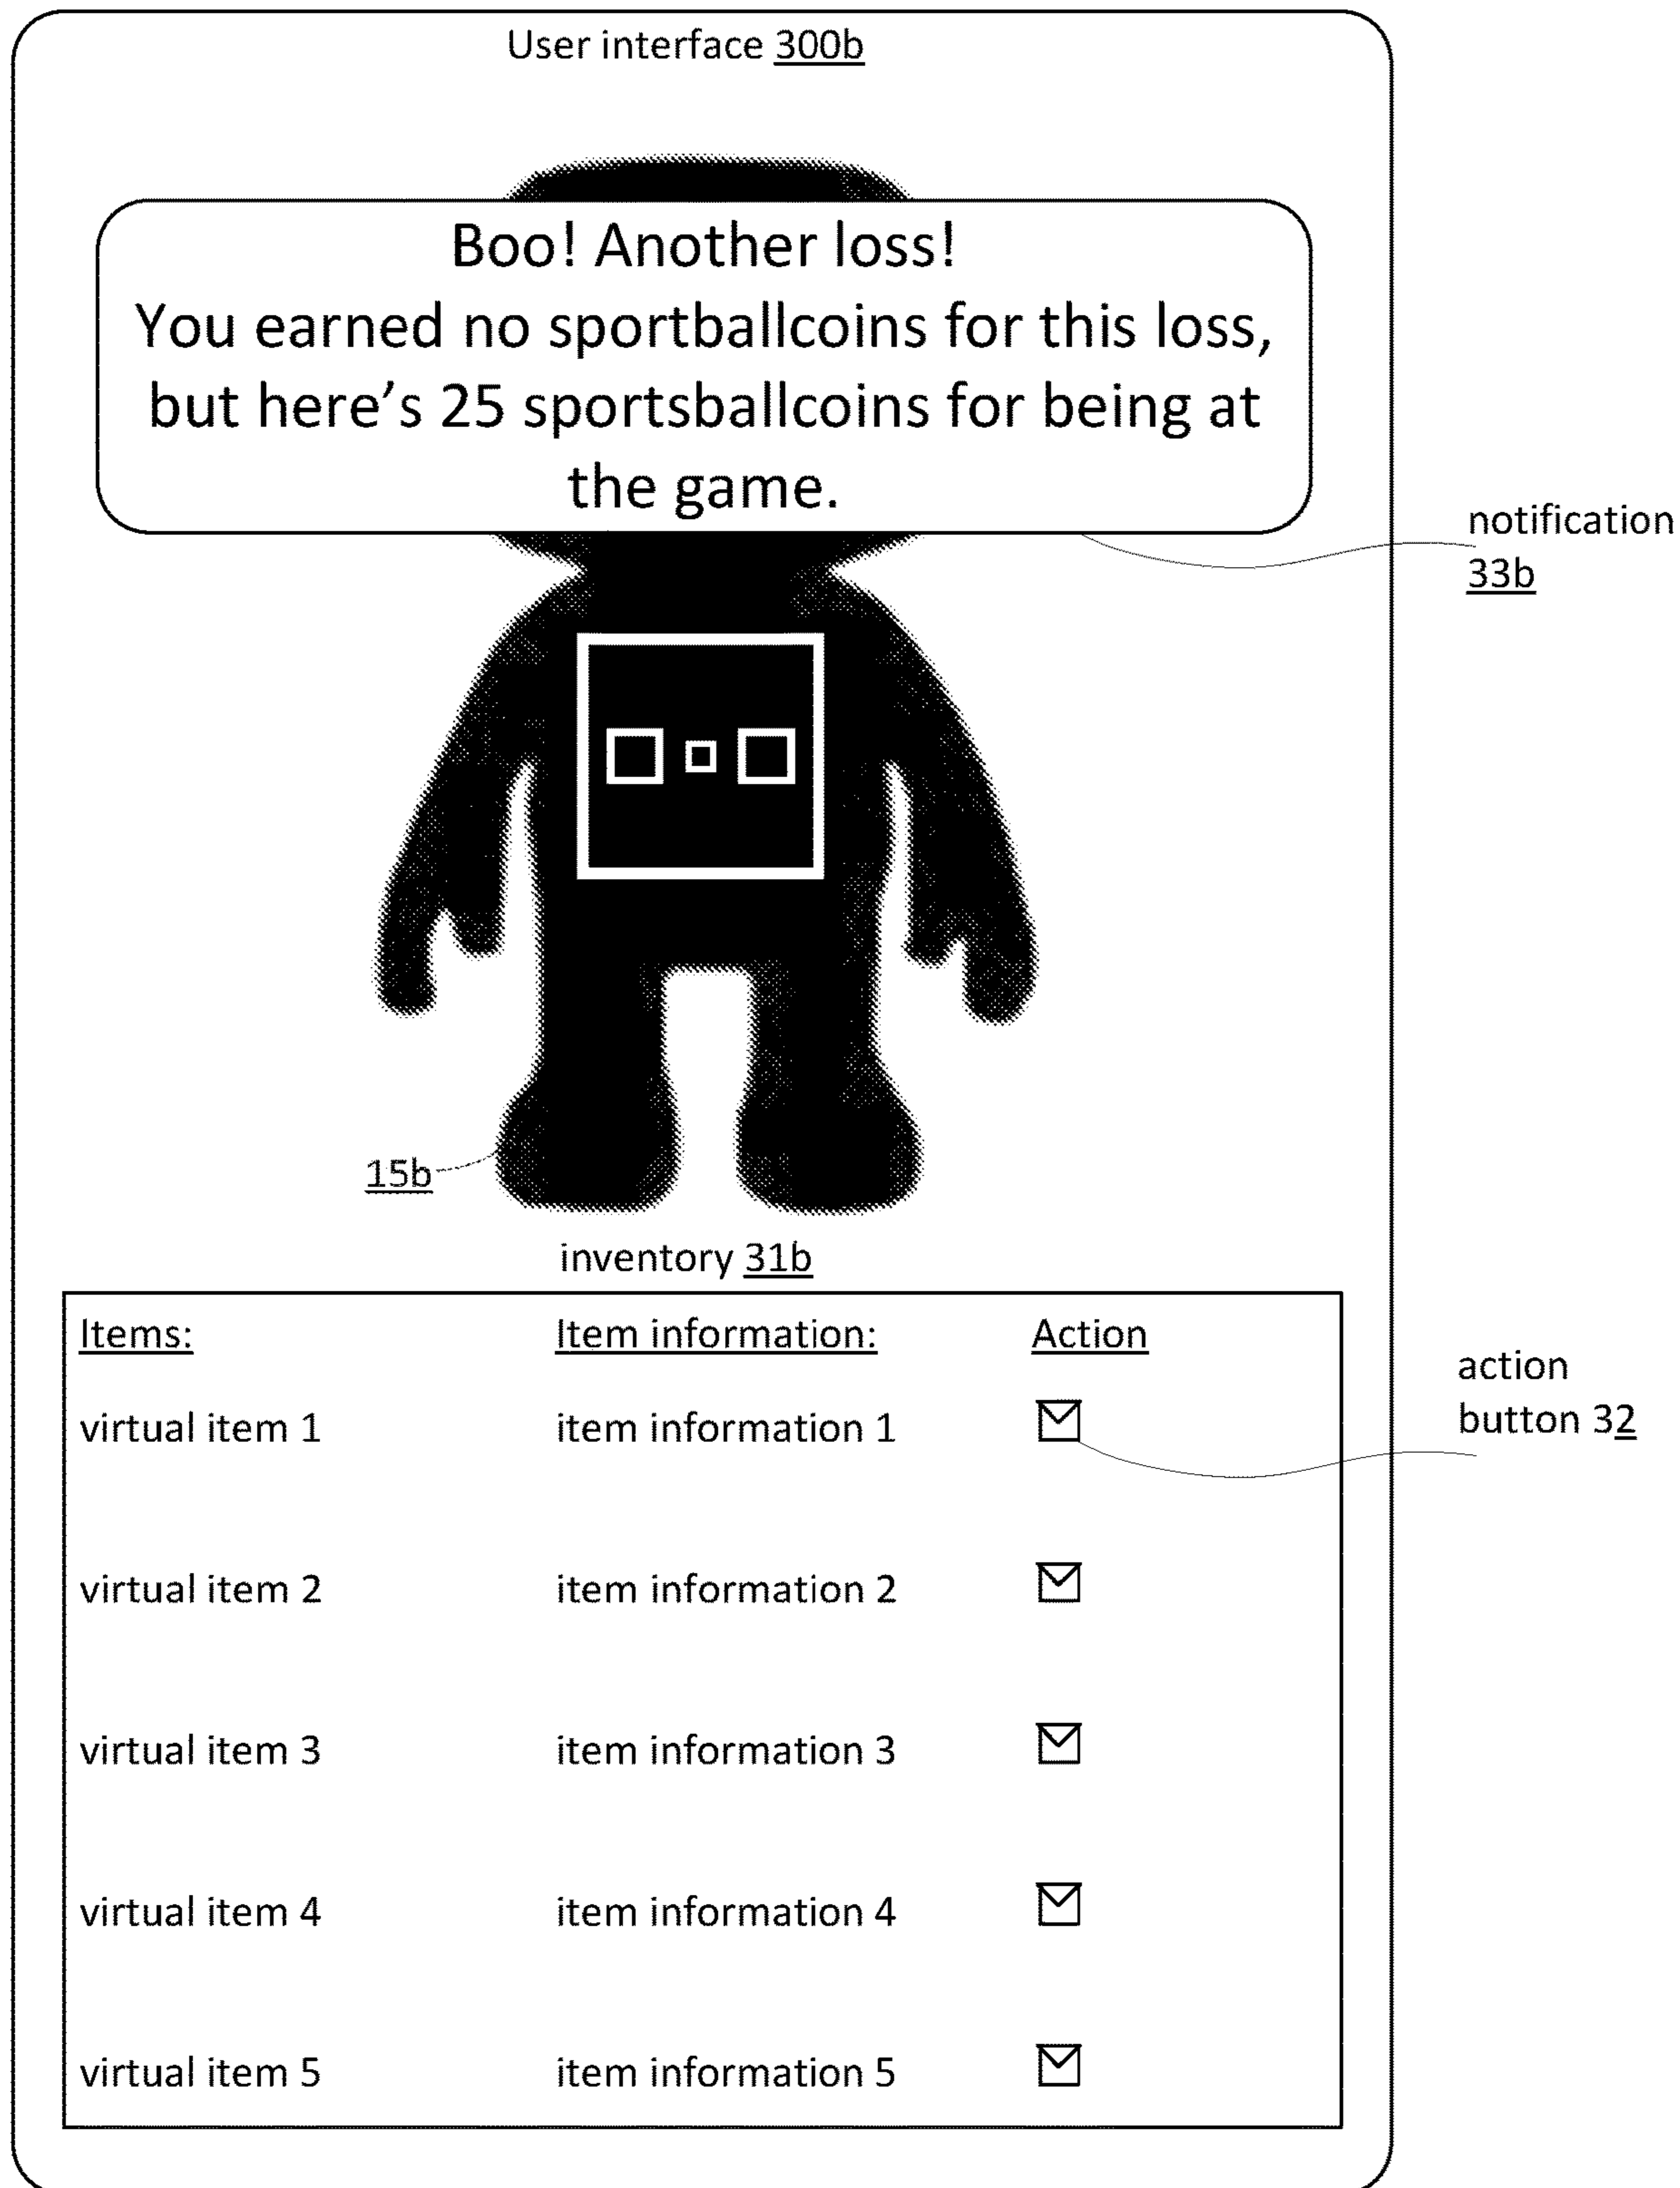 User interface 300b
Boo! Another loss!
You earned no sportballcoins for this loss,
but here’s 25 sportsballcoins for being at
the game.
notification
33b
15b
inventory 31b
Items: Item information: Action
action
button 32
virtual item 1 item information 1
virtual item 2 item information 2
virtual item 3 item information 3
virtual item 4 item information 4
virtual item 5 item information 5